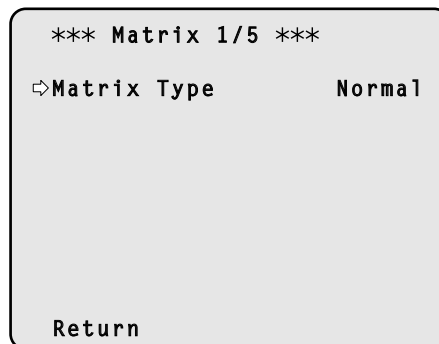 *** Matrix 1/5 ***
⇨Matrix Type Normal
Return